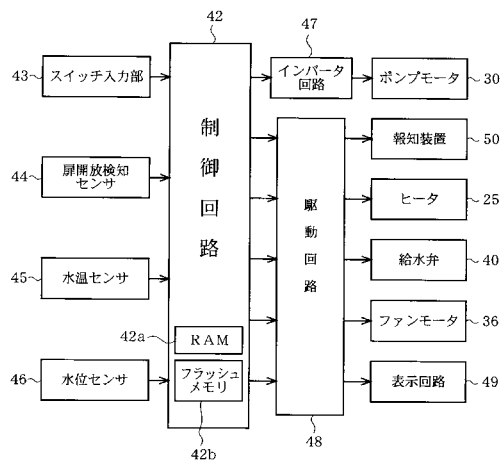 42
47
43
スイッチ入力部
インバータ
回路
ポンプモータ
30
制御回路
44
扉開放検知
センサ
報知装置
50
駆動回路
ヒータ
25
45
水温センサ
給水弁
40
42a
RAM
ファンモータ
36
46
水位センサ
フラッシュ
メモリ
表示回路
49
42b
48